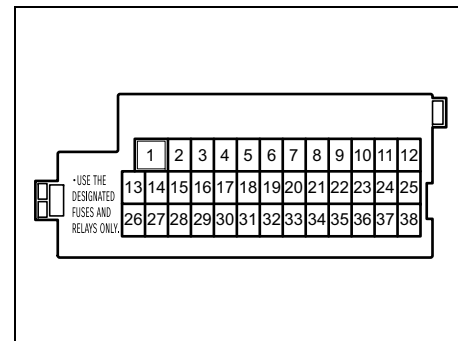 1 2 3 4 5 6 7 8 9 10 11 12
•USE THE
DESIGNATED
FUSES AND
RELAYS ONLY.
13 14 15 16 17 18 19 20 21 22 23 24 25
26 27 28 29 30 31 32 33 34 35 36 37 38